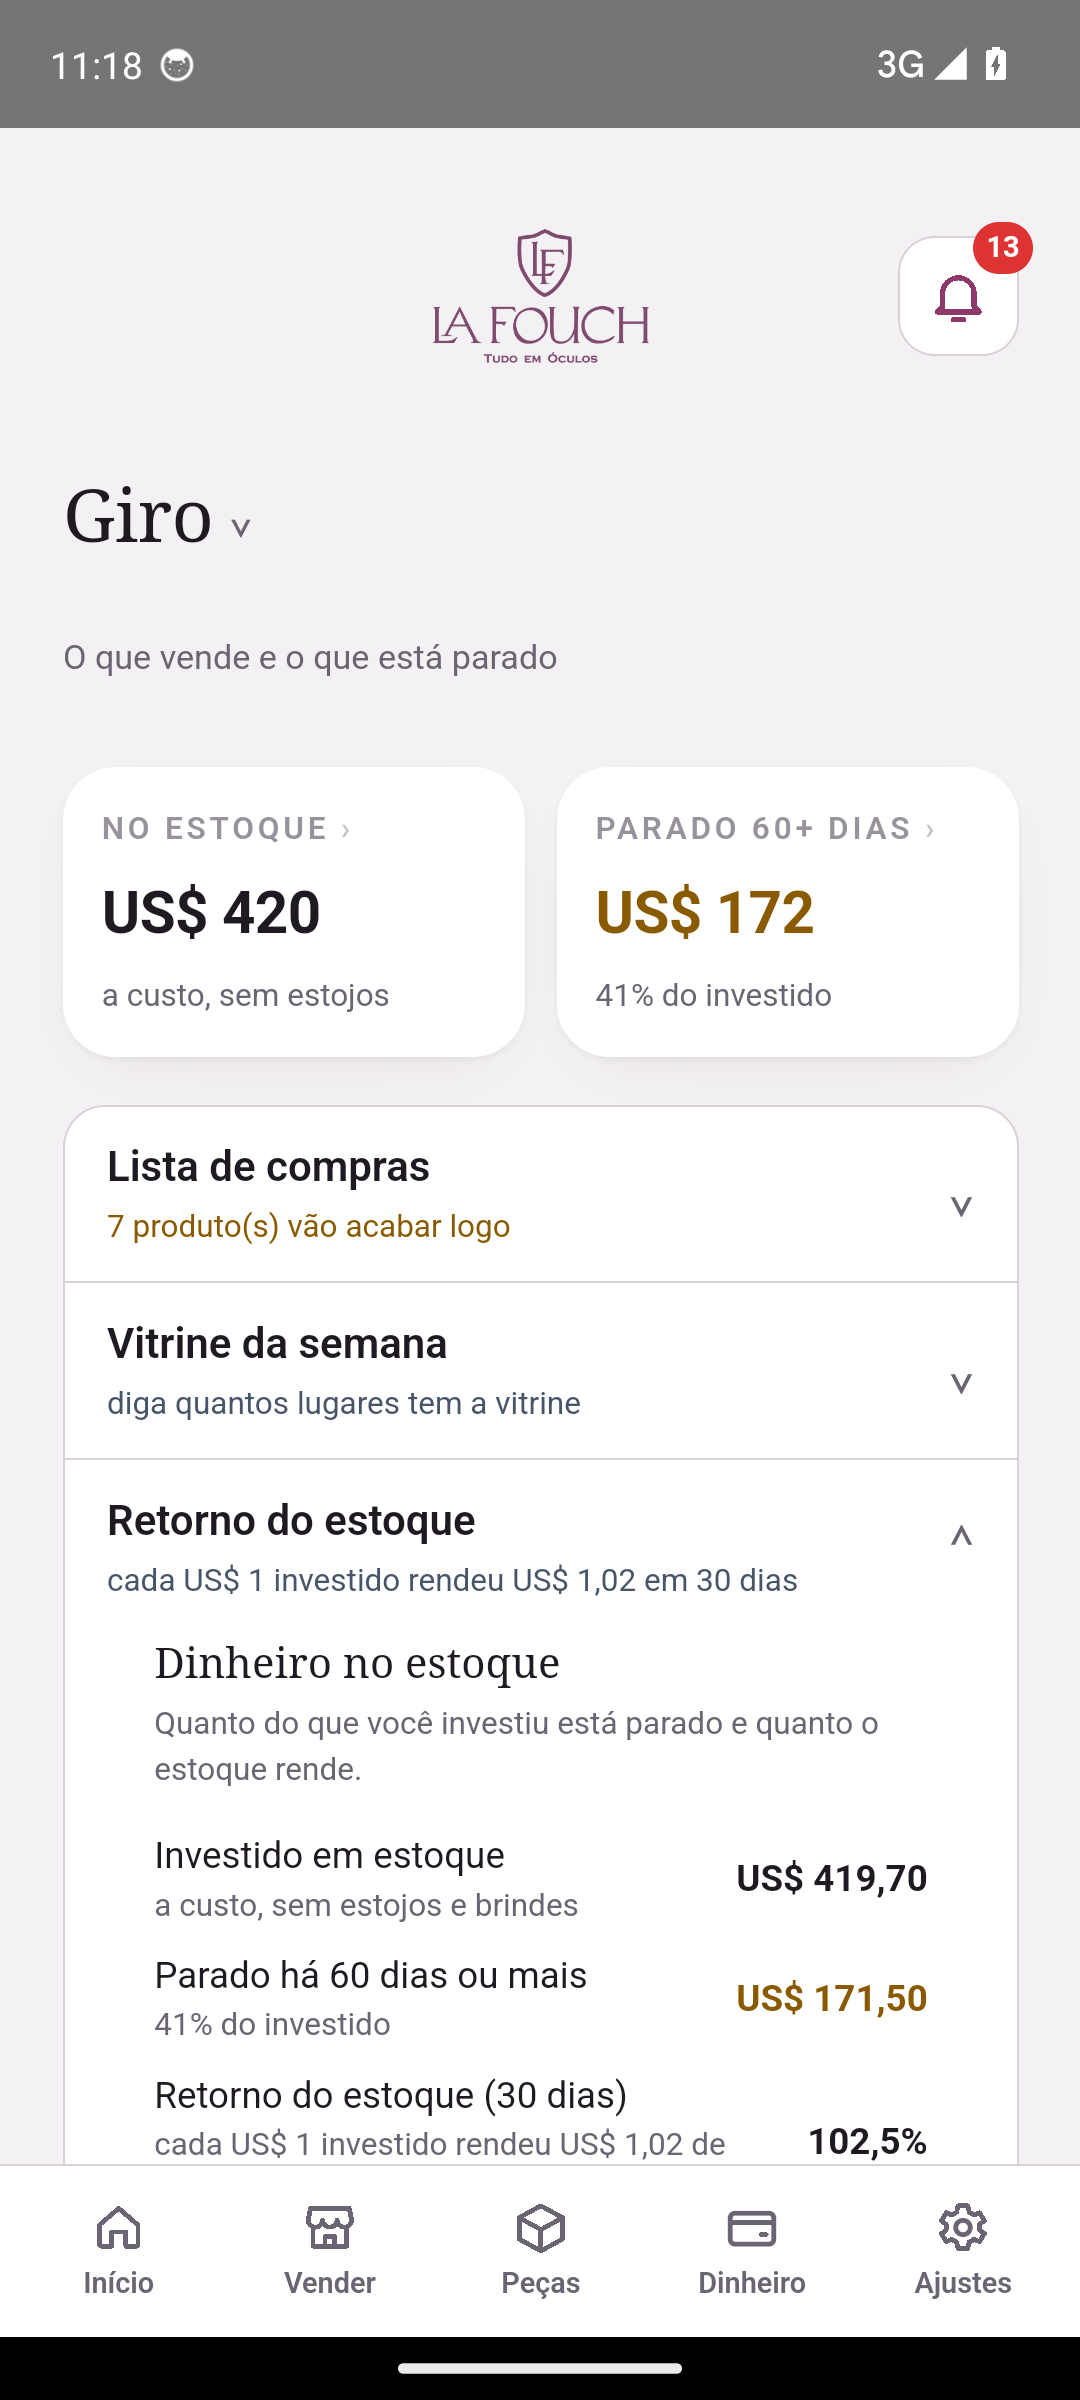 11:18
3G
13
LF
LA FOUCH
TUDO EM ÓCULOS
Giro
O que vende e o que está parado
NO ESTOQUE ›
US$ 420
a custo, sem estojos
PARADO 60+ DIAS ›
US$ 172
41% do investido
Lista de compras
7 produto(s) vão acabar logo
Vitrine da semana
diga quantos lugares tem a vitrine
Retorno do estoque
cada US$ 1 investido rendeu US$ 1,02 em 30 dias
Dinheiro no estoque
Quanto do que você investiu está parado e quanto o
estoque rende.
Investido em estoque
a custo, sem estojos e brindes
US$ 419,70
Parado há 60 dias ou mais
41% do investido
US$ 171,50
Retorno do estoque (30 dias)
cada US$ 1 investido rendeu US$ 1,02 de
102,5%
Início
Vender
Peças
Dinheiro
Ajustes